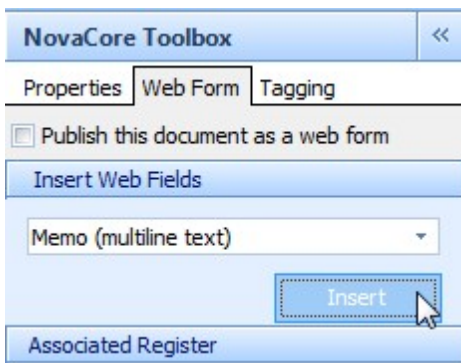 NovaCore Toolbox «
Properties Web Form Tagging
Publish this document as a web form
Insert Web Fields
Memo (multiline text)
Insert
Associated Register